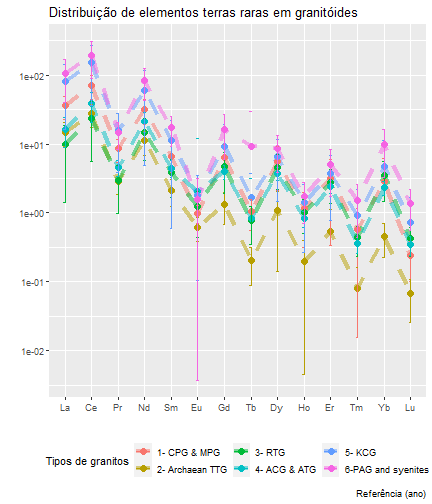 Distribuição de elementos terras raras em granitóides
1e+02
1e+01
1e+00
1e-01
1e-02
La Ce Pr Nd Sm Eu Gd Tb Dy Ho Er Tm Yb Lu
Tipos de granitos
1- CPG & MPG
3- RTG
5- KCG
2- Archaean TTG
4- ACG & ATG
6-PAG and syenites
Referência (ano)